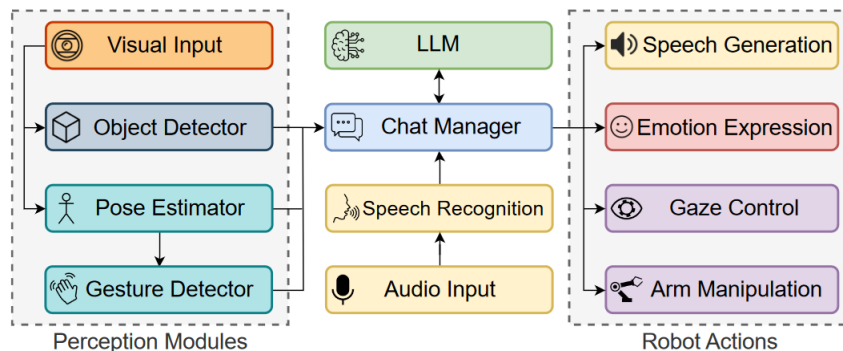 Visual Input
Object Detector
Pose Estimator
Gesture Detector
Perception Modules
LLM
Chat Manager
Speech Recognition
Audio Input
Speech Generation
Emotion Expression
Gaze Control
Arm Manipulation
Robot Actions